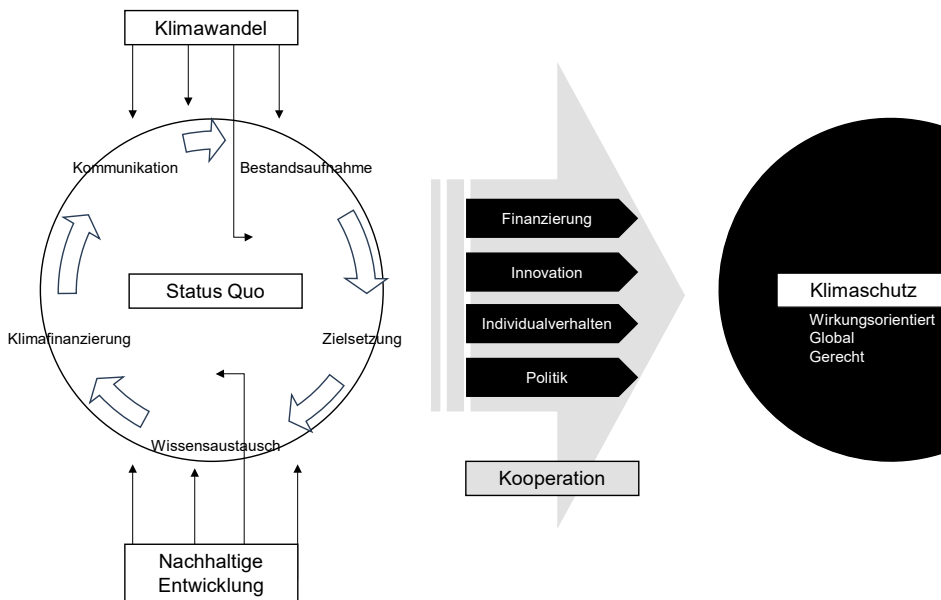 Klimawandel
Kommunikation
Bestandsaufnahme
Status Quo
Klimafinanzierung
Zielsetzung
Wissensaustausch
Nachhaltige
Entwicklung
Finanzierung
Innovation
Individualverhalten
Politik
Kooperation
Klimaschutz
Wirkungsorientiert
Global
Gerecht